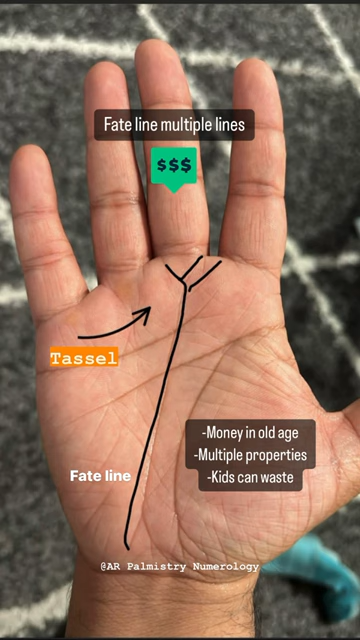 Fate line multiple lines
$$$
Tassel
-Money in old age
-Multiple properties
-Kids can waste
Fate line
@AR Palmistry Numerology